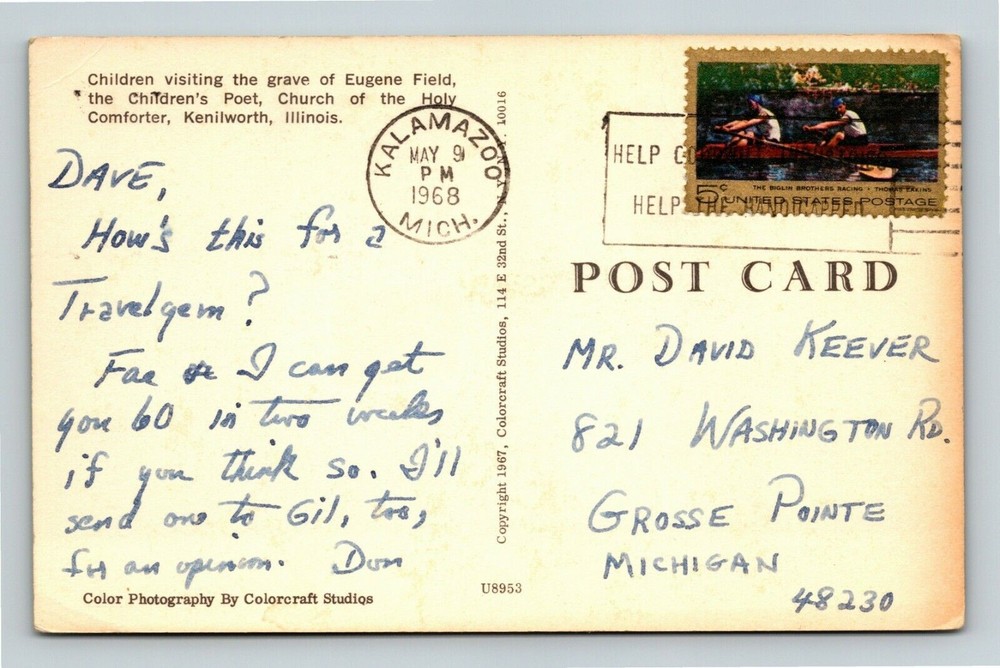 Children visiting the grave of Eugene Field,
the Children's Poet, Church of the Holy
Comforter, Kenilworth, Illinois.
DAVE,
How's this for a
Travelgem?
Fae I can get
you 60 in two weeks
if you think so. I'll
send one to Gil, too,
for an opinion. Don
Color Photography By Colorcraft Studios
U8953
Copyright 1967, Colorcraft Studios, 114 E 32nd St., N.Y. 10016
KALAMAZOO
MAY 9
PM
1968
MICH.
HELP
HELPS THE HANDICAPPED
5c
THE BIGLIN BROTHERS RACING • THOMAS EAKINS
UNITED STATES POSTAGE
POST CARD
MR. DAVID KEEVER
821 WASHINGTON RD.
GROSSE POINTE
MICHIGAN
48230